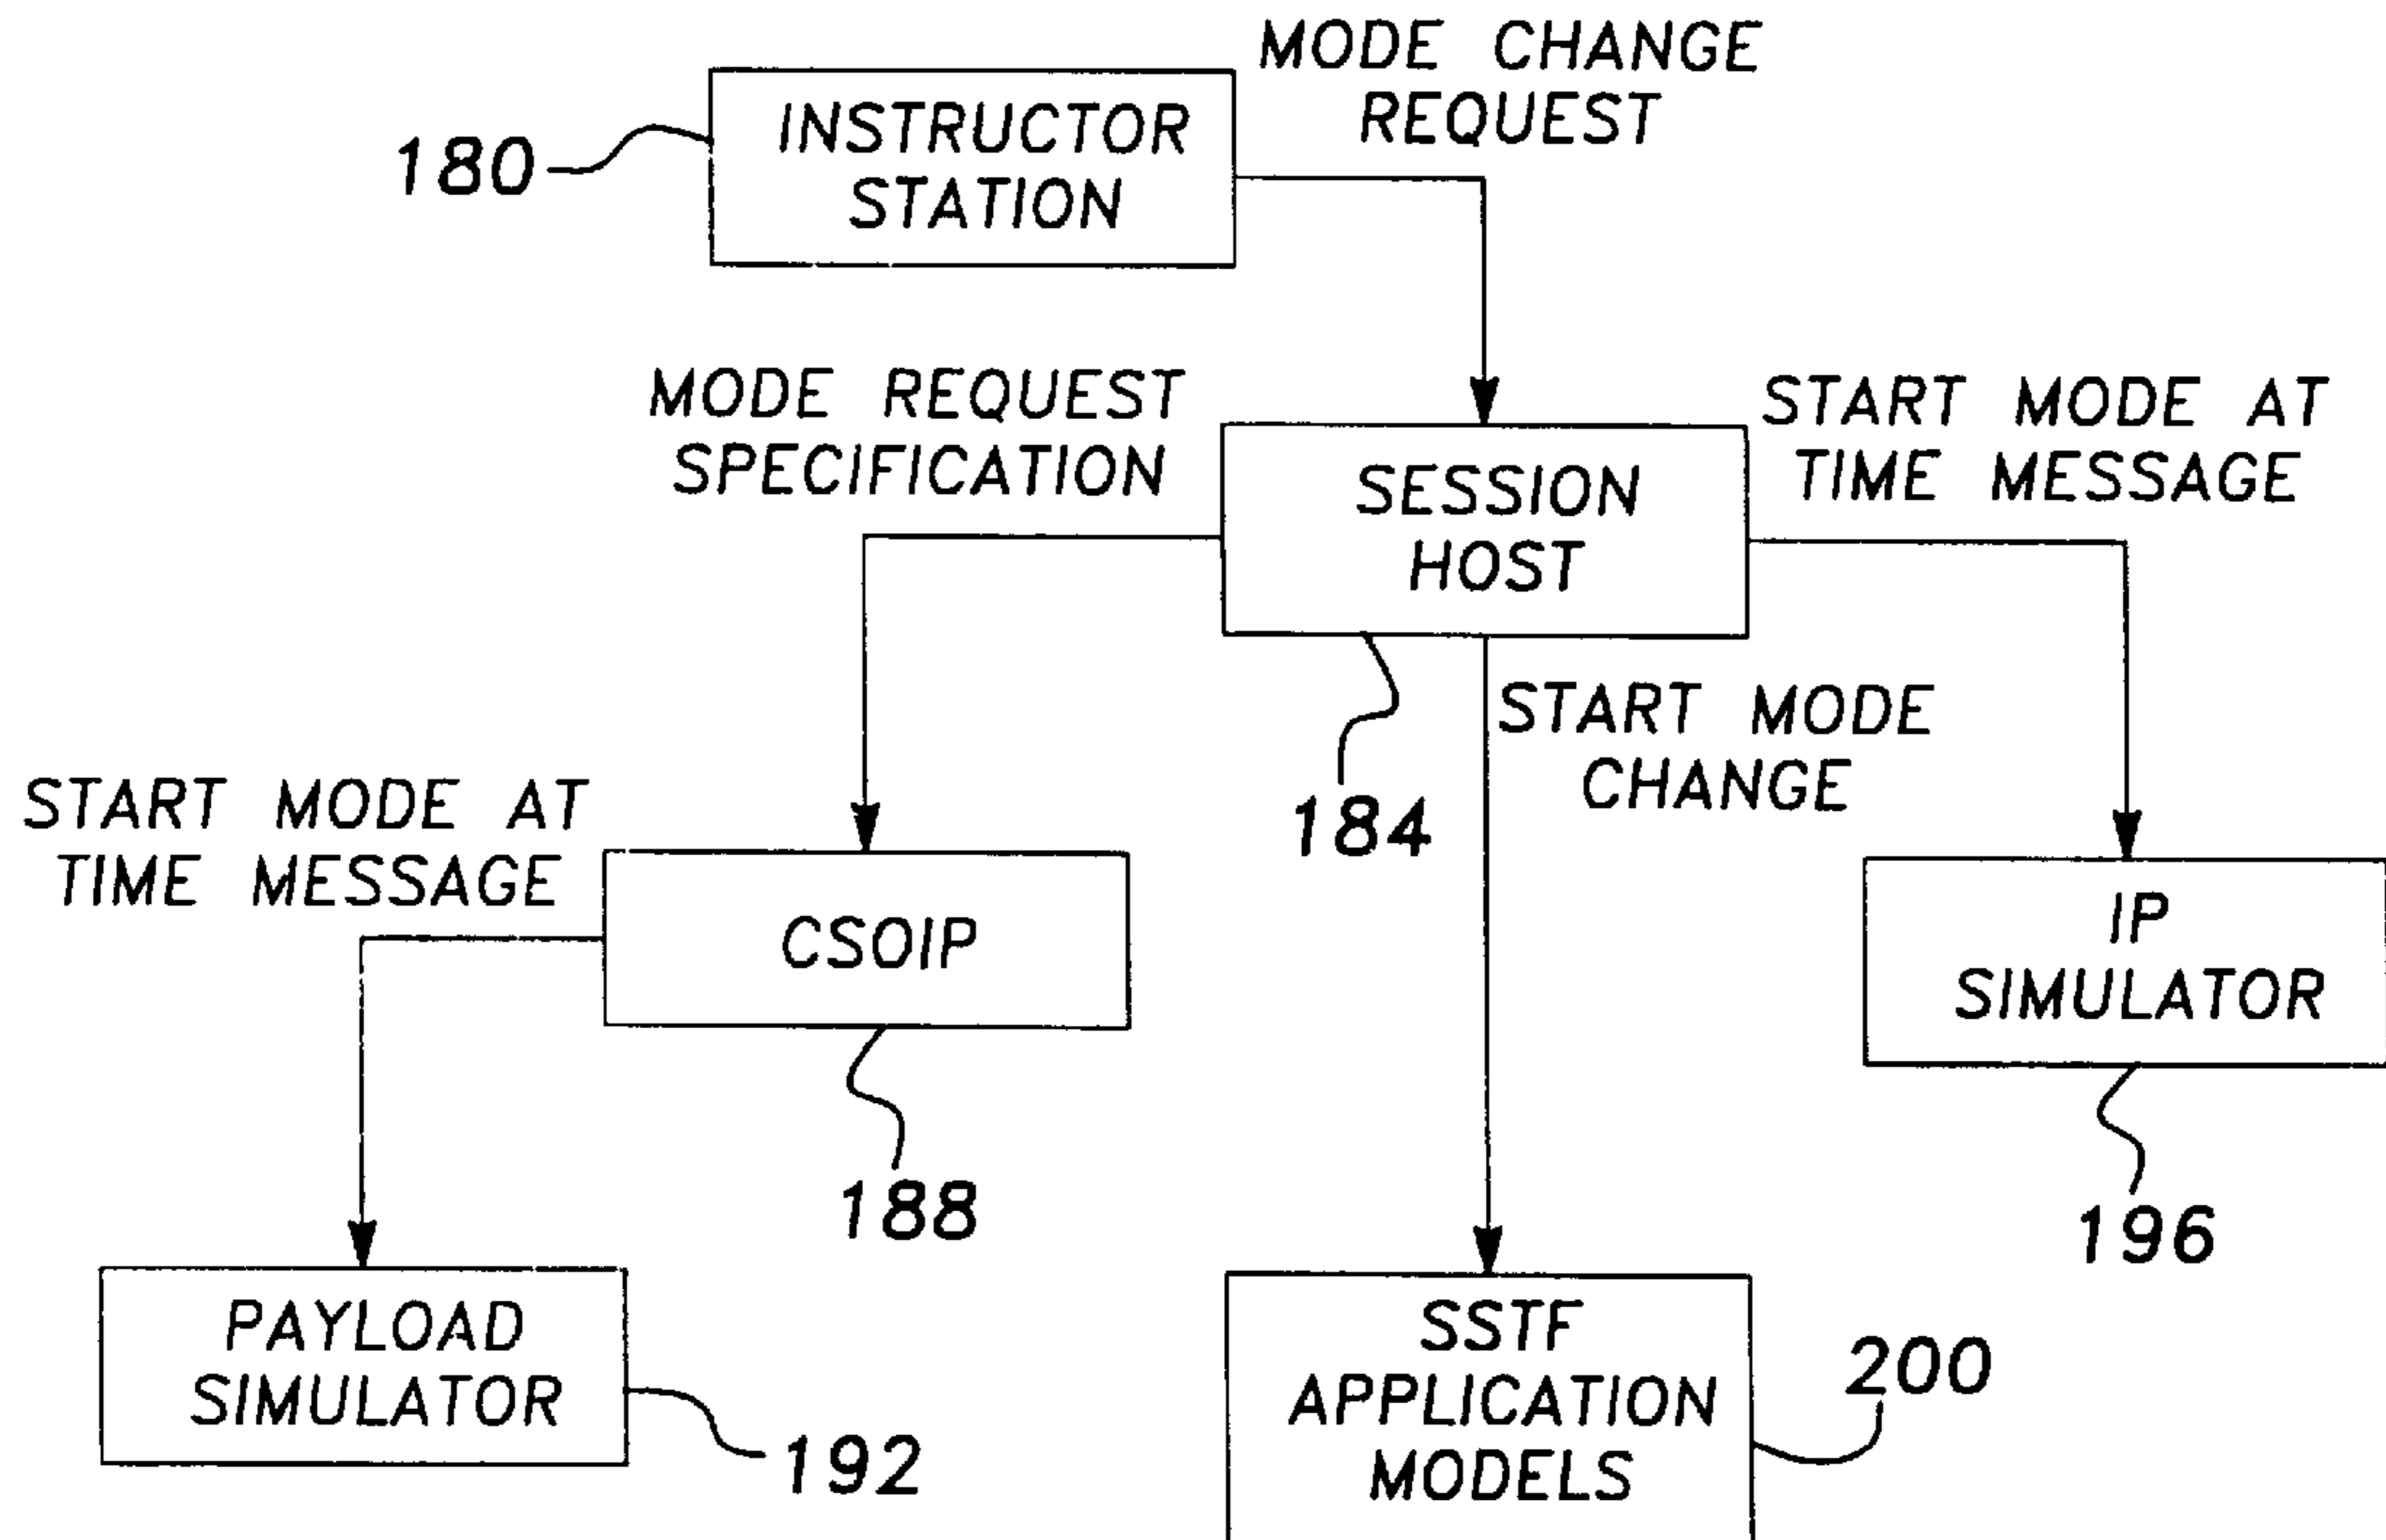 MODE CHANGE
REQUEST
INSTRUCTOR
STATION
180
MODE REQUEST
SPECIFICATION
START MODE AT
TIME MESSAGE
SESSION
HOST
184
START MODE
CHANGE
START MODE AT
TIME MESSAGE
CSOIP
188
IP
SIMULATOR
196
PAYLOAD
SIMULATOR
192
SSTF
APPLICATION
MODELS
200